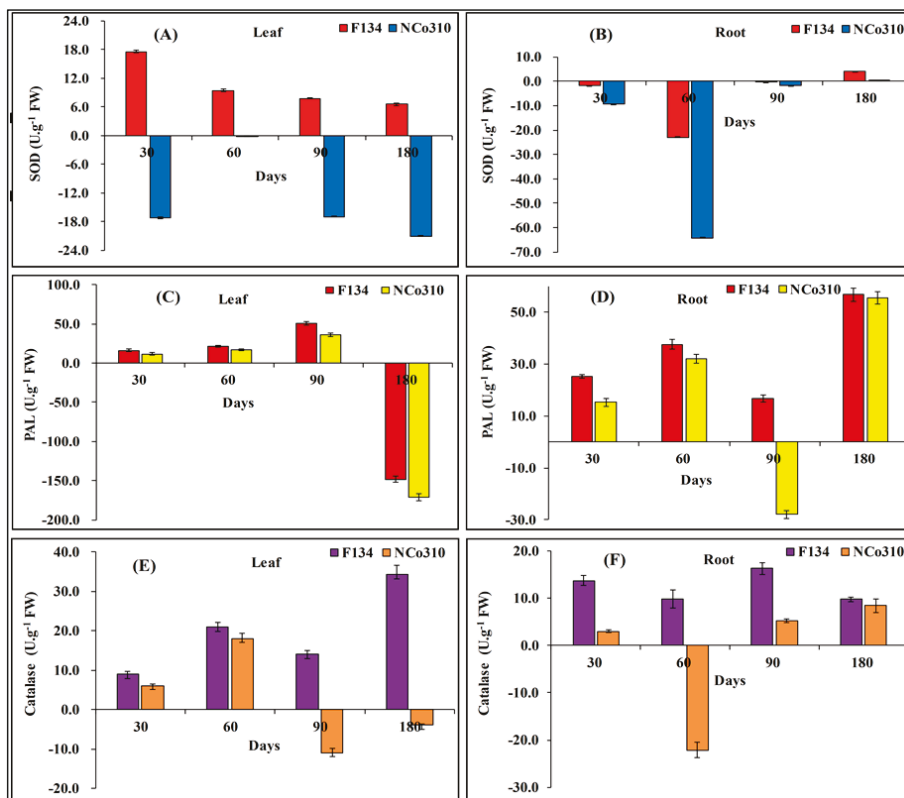 (A) Leaf F134 NCo310
24.0
18.0
12.0
6.0
0.0
-6.0
-12.0
-18.0
-24.0
SOD (U.g-1 FW)
30 60 90 180
Days
(B) Root F134 NCo310
10.0
0.0
-10.0
-20.0
-30.0
-40.0
-50.0
-60.0
-70.0
SOD (U.g-1 FW)
30 60 90 180
Days
(C) Leaf F134 NCo310
100.0
50.0
0.0
-50.0
-100.0
-150.0
-200.0
PAL (U.g-1 FW)
30 60 90 180
Days
(D) Root F134 NCo310
50.0
30.0
10.0
-10.0
-30.0
PAL (U.g-1 FW)
30 60 90 180
Days
(E) Leaf F134 NCo310
40.0
30.0
20.0
10.0
0.0
-10.0
-20.0
Catalase (U.g-1 FW)
30 60 90 180
Days
(F) Root F134 NCo310
20.0
10.0
0.0
-10.0
-20.0
-30.0
Catalase (U.g-1 FW)
30 60 90 180
Days